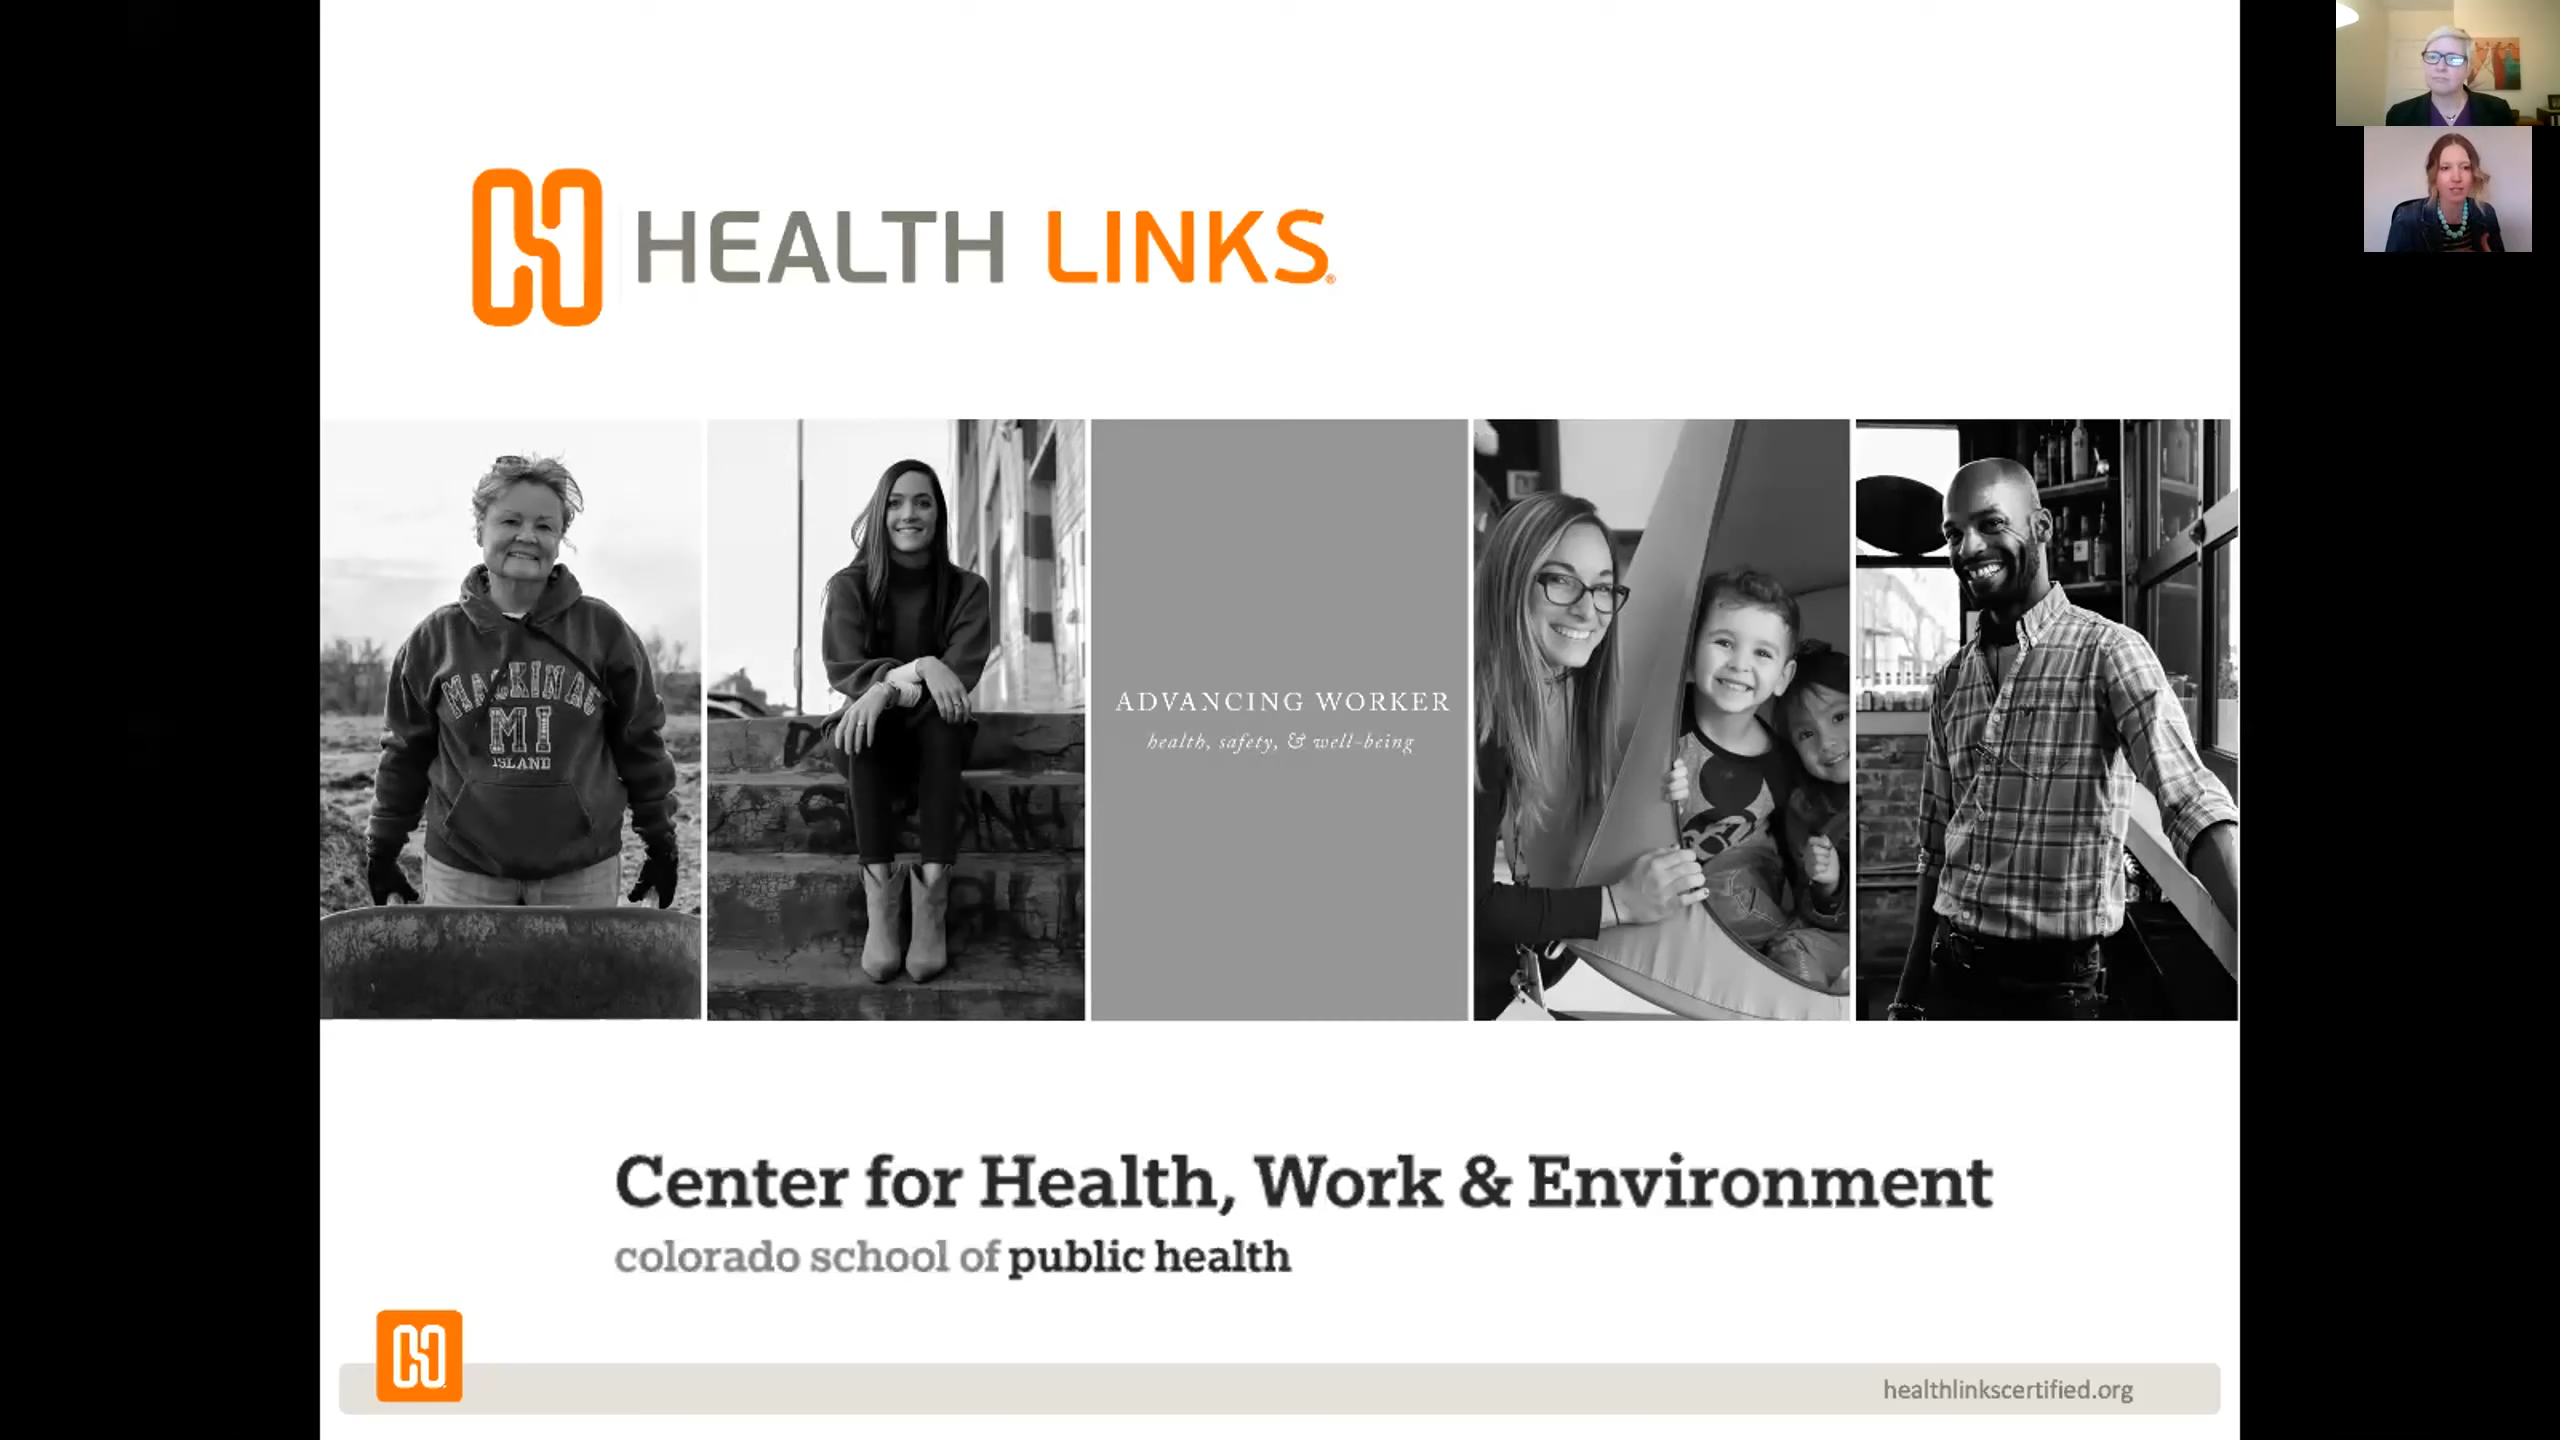 HEALTH LINKS®
MACKINAC
MI
ISLAND
ADVANCING WORKER
health, safety, & well-being
Center for Health, Work & Environment
colorado school of public health
healthlinkscertified.org